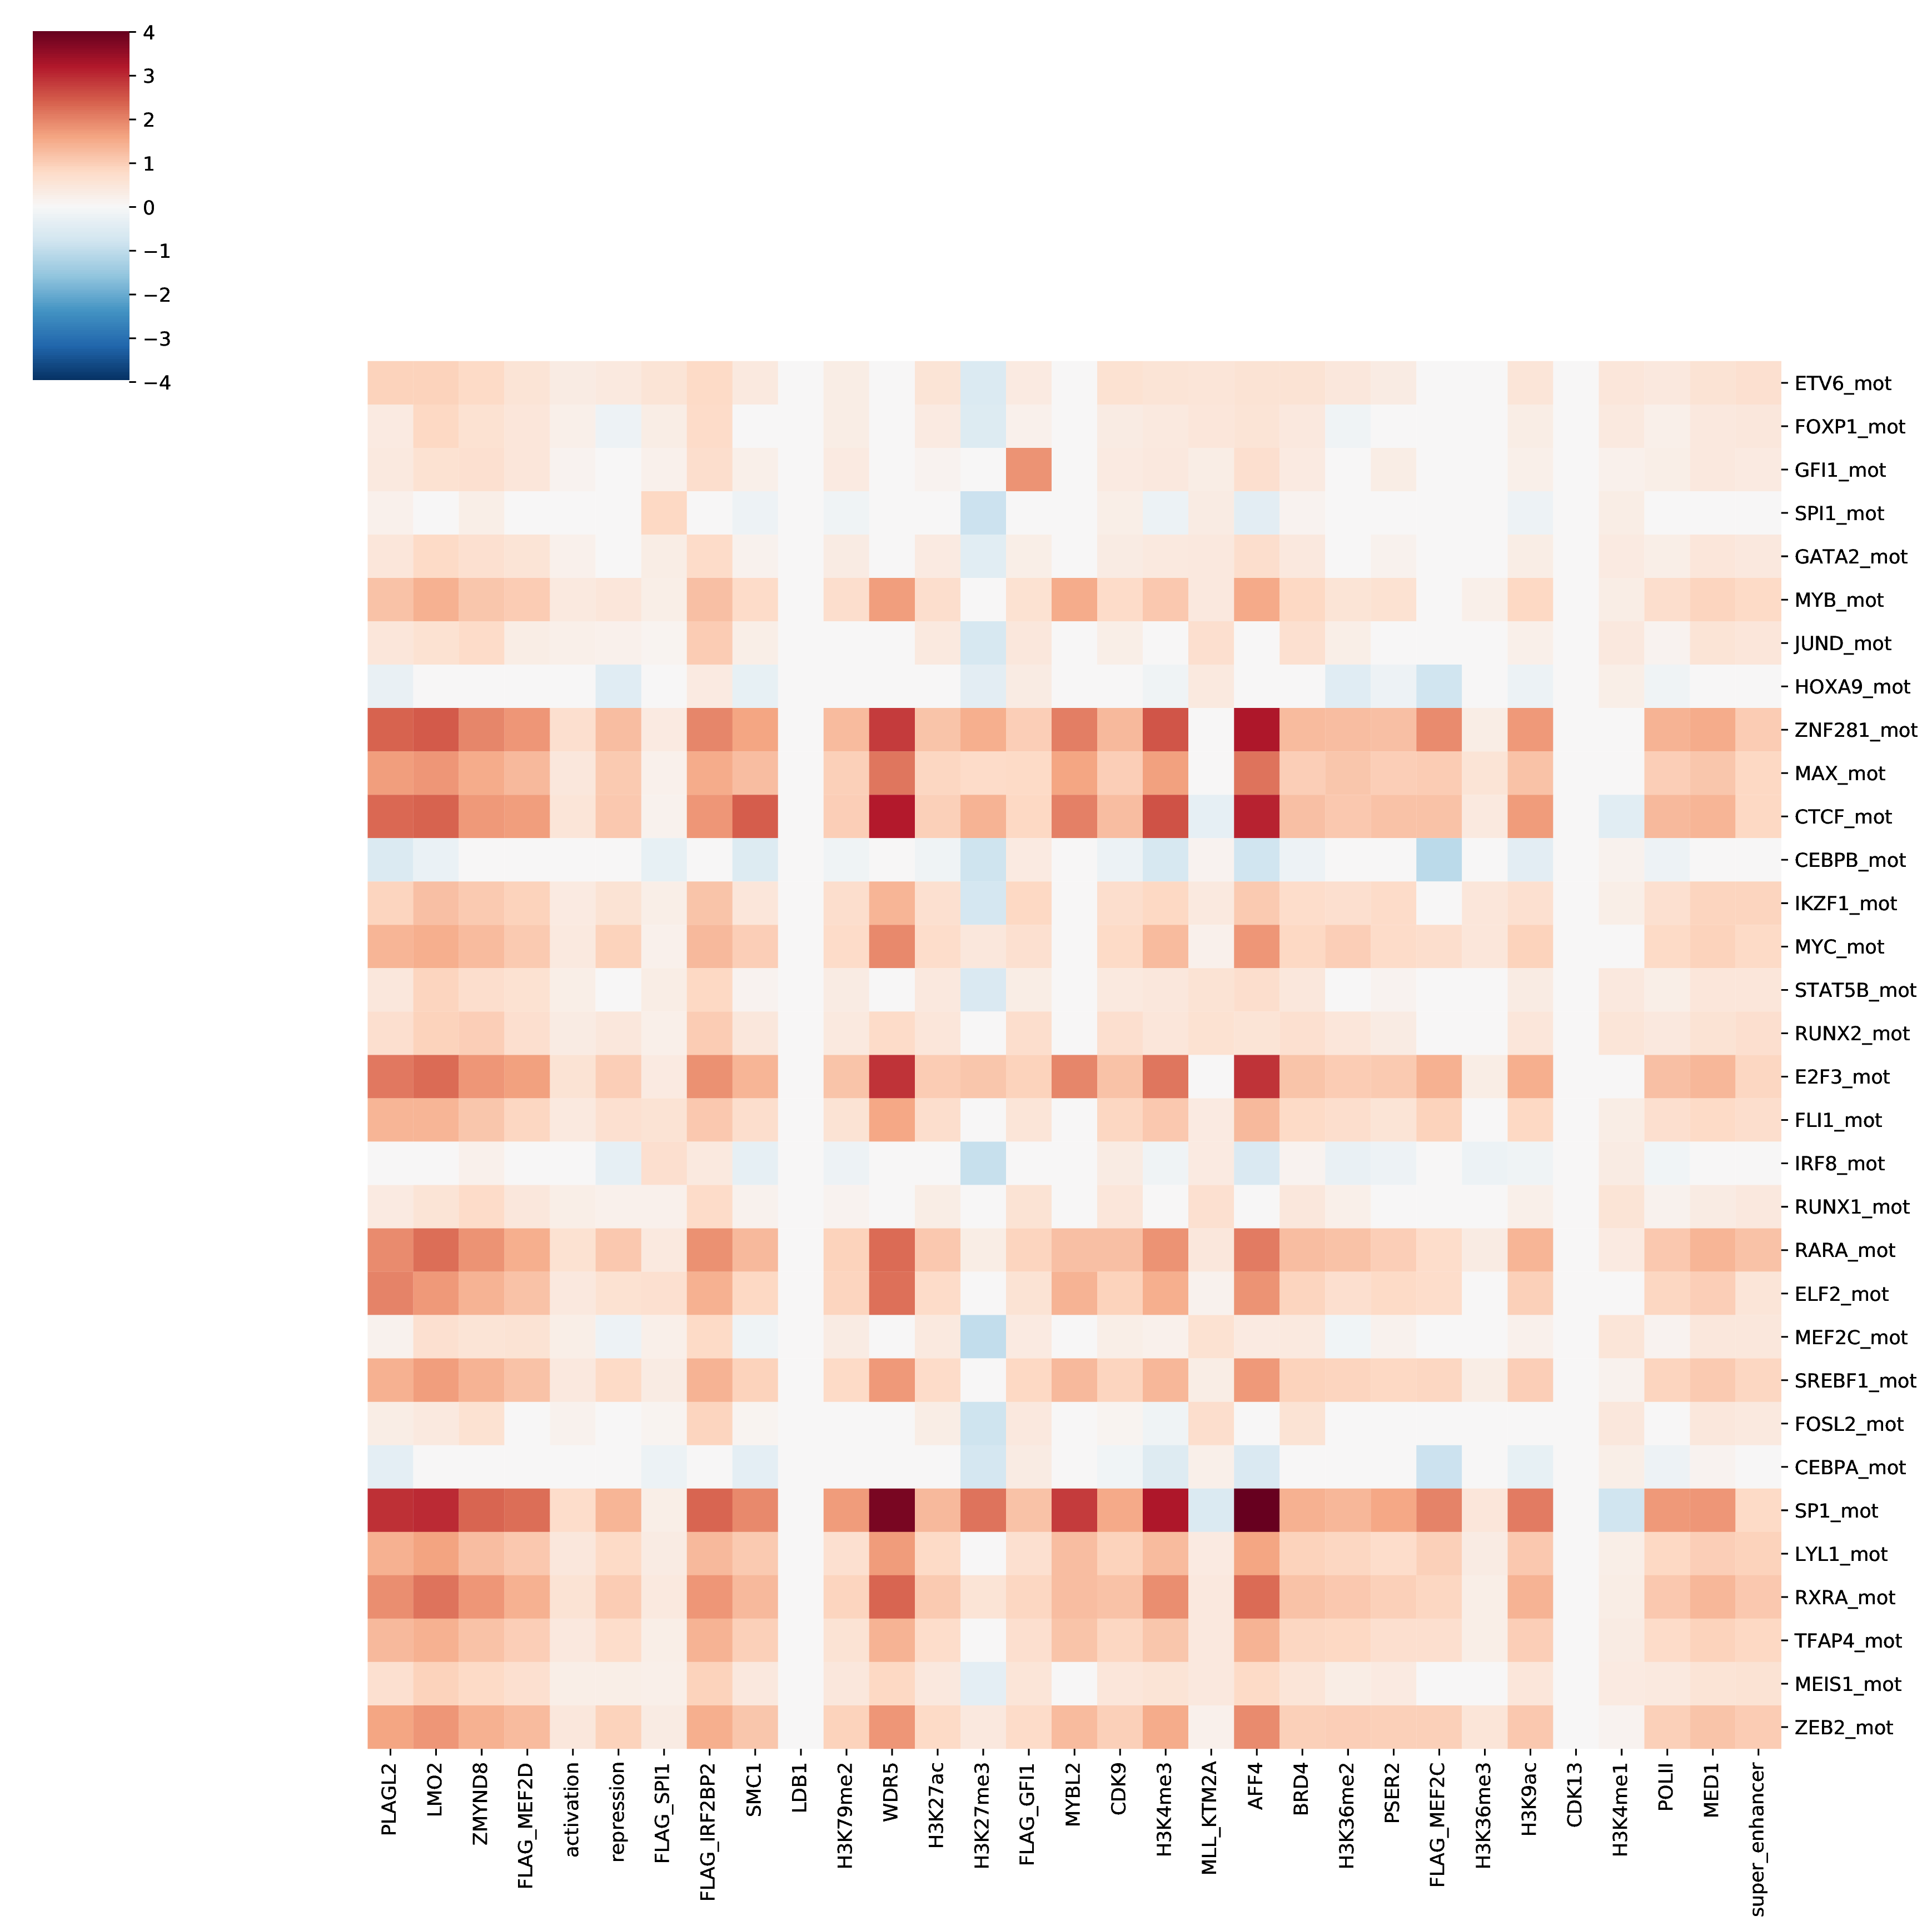 4
3
2
1
0
−1
−2
−3
−4
ETV6_mot
FOXP1_mot
GFI1_mot
SPI1_mot
GATA2_mot
MYB_mot
JUND_mot
HOXA9_mot
ZNF281_mot
MAX_mot
CTCF_mot
CEBPB_mot
IKZF1_mot
MYC_mot
STAT5B_mot
RUNX2_mot
E2F3_mot
FLI1_mot
IRF8_mot
RUNX1_mot
RARA_mot
ELF2_mot
MEF2C_mot
SREBF1_mot
FOSL2_mot
CEBPA_mot
SP1_mot
LYL1_mot
RXRA_mot
TFAP4_mot
MEIS1_mot
ZEB2_mot
PLAGL2
LMO2
ZMYND8
FLAG_MEF2D
activation
repression
FLAG_SPI1
FLAG_IRF2BP2
SMC1
LDB1
H3K79me2
WDR5
H3K27ac
H3K27me3
FLAG_GFI1
MYBL2
CDK9
H3K4me3
MLL_KTM2A
AFF4
BRD4
H3K36me2
PSER2
FLAG_MEF2C
H3K36me3
H3K9ac
CDK13
H3K4me1
POLII
MED1
super_enhancer